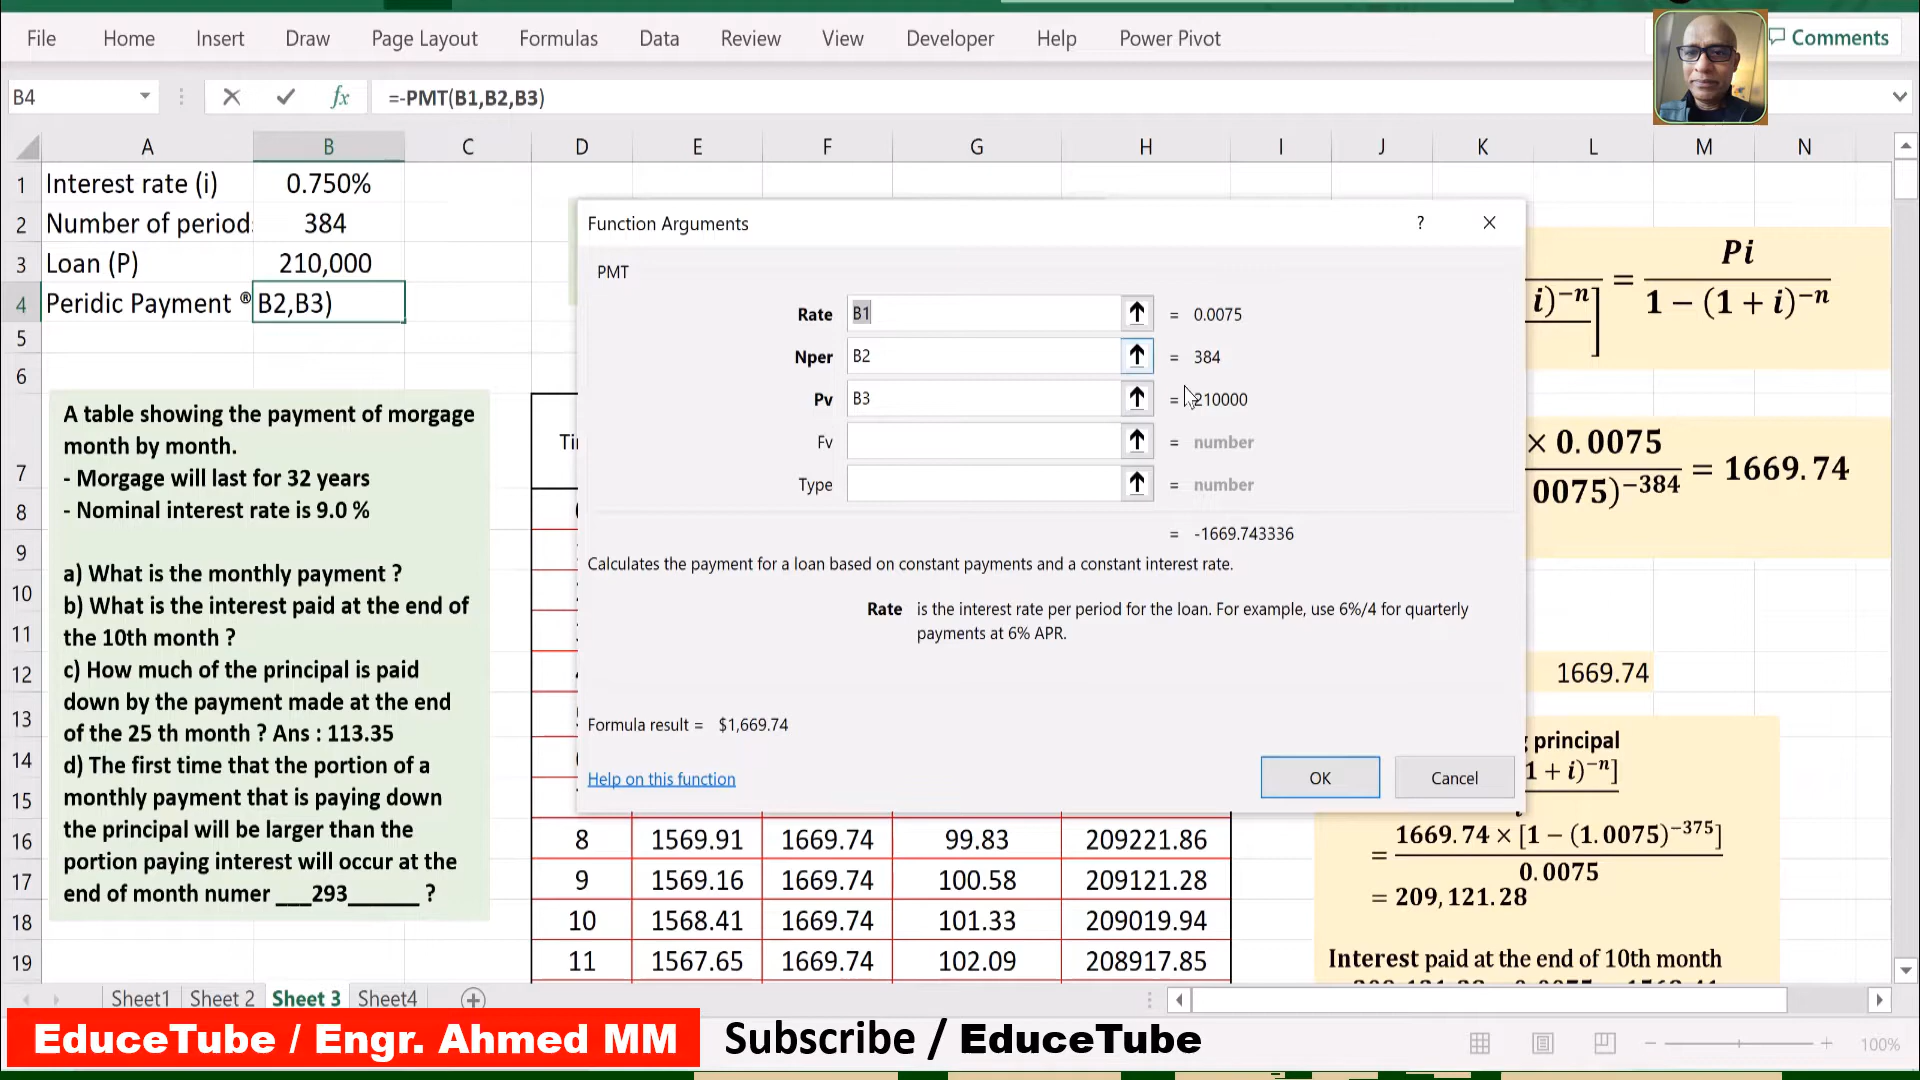 File Home Insert Draw Page Layout Formulas Data Review View Developer Help Power Pivot Comments
B4 fx =-PMT(B1,B2,B3)
A B C D E F G H I J K L M N
1 Interest rate (i) 0.750%
2 Number of period 384
3 Loan (P) 210,000
4 Peridic Payment ® B2,B3)
5
6
7
8
9
10
11
12
13
14
15
16
17
18
19
A table showing the payment of morgage
month by month.
- Morgage will last for 32 years
- Nominal interest rate is 9.0 %
a) What is the monthly payment ?
b) What is the interest paid at the end of
the 10th month ?
c) How much of the principal is paid
down by the payment made at the end
of the 25 th month ? Ans : 113.35
d) The first time that the portion of a
monthly payment that is paying down
the principal will be larger than the
portion paying interest will occur at the
end of month numer ___293______ ?
Function Arguments ?
PMT
Rate B1 = 0.0075
Nper B2 = 384
Pv B3 = 210000
Fv = number
Type = number
= -1669.743336
Calculates the payment for a loan based on constant payments and a constant interest rate.
Rate is the interest rate per period for the loan. For example, use 6%/4 for quarterly
payments at 6% APR.
Formula result = $1,669.74
Help on this function OK Cancel
8 1569.91 1669.74 99.83 209221.86
9 1569.16 1669.74 100.58 209121.28
10 1568.41 1669.74 101.33 209019.94
11 1567.65 1669.74 102.09 208917.85
i)^{-n}] = Pi / 1 − (1 + i)^{-n}
× 0.0075
0075)^{-384} = 1669.74
1669.74
principal
1 + i)^{-n}]
= 1669.74 × [1 − (1.0075)^{-375}]
0.0075
= 209,121.28
Interest paid at the end of 10th month
Sheet1 Sheet 2 Sheet 3 Sheet4
EduceTube / Engr. Ahmed MM Subscribe / EduceTube
100%